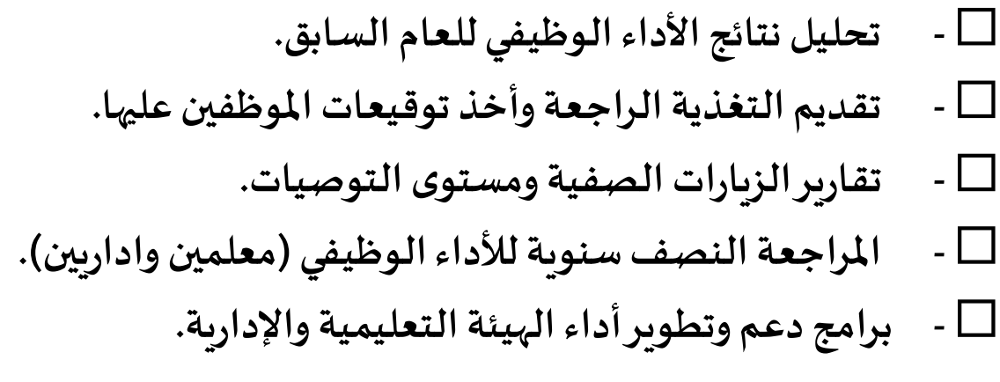 ☐ - تحليل نتائج الأداء الوظيفي للعام السابق.
☐ - تقديم التغذية الراجعة وأخذ توقيعات الموظفين عليها.
☐ - تقارير الزيارات الصفية ومستوى التوصيات.
☐ - المراجعة النصف سنوية للأداء الوظيفي (معلمين واداريين).
☐ - برامج دعم وتطوير أداء الهيئة التعليمية والإدارية.